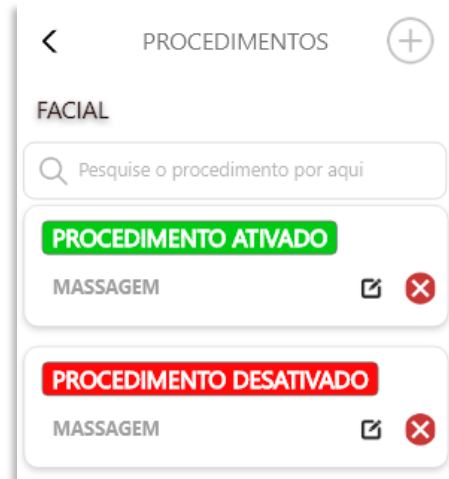 PROCEDIMENTOS
FACIAL
Pesquise o procedimento por aqui
PROCEDIMENTO ATIVADO
MASSAGEM
PROCEDIMENTO DESATIVADO
MASSAGEM